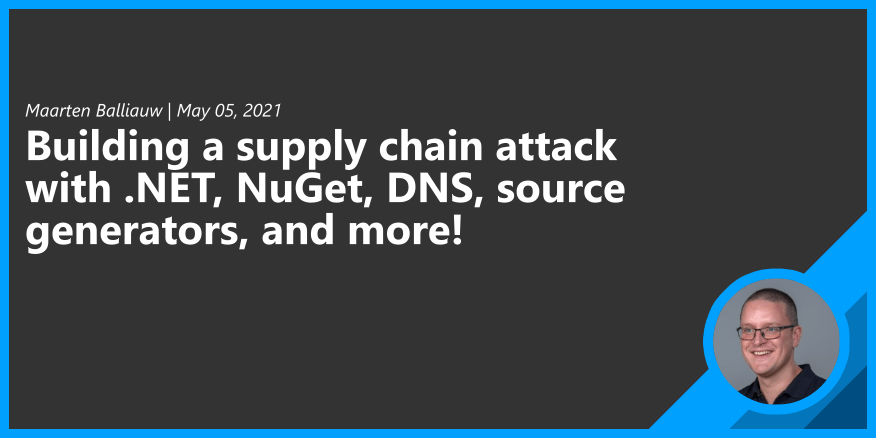 Maarten Balliauw | May 05, 2021
Building a supply chain attack
with .NET, NuGet, DNS, source
generators, and more!